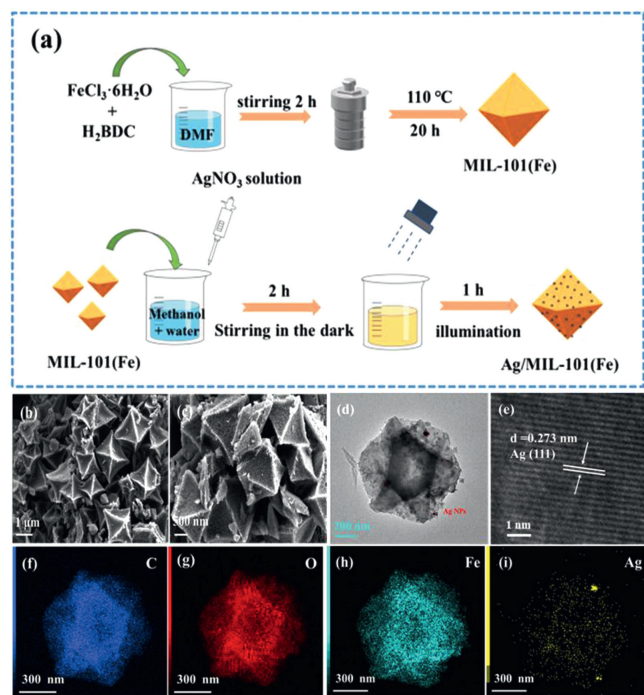 (a)
FeCl₃·6H₂O
+
H₂BDC
DMF
stirring 2 h
110 ℃
20 h
MIL-101(Fe)
AgNO₃ solution
MIL-101(Fe)
Methanol
+ water
2 h
Stirring in the dark
1 h
illumination
Ag/MIL-101(Fe)
(b)
1 μm
(c)
500 nm
(d)
Ag NPs
200 nm
(e)
d =0.273 nm
Ag (111)
1 nm
(f)
C
300 nm
(g)
O
300 nm
(h)
Fe
300 nm
(i)
Ag
300 nm